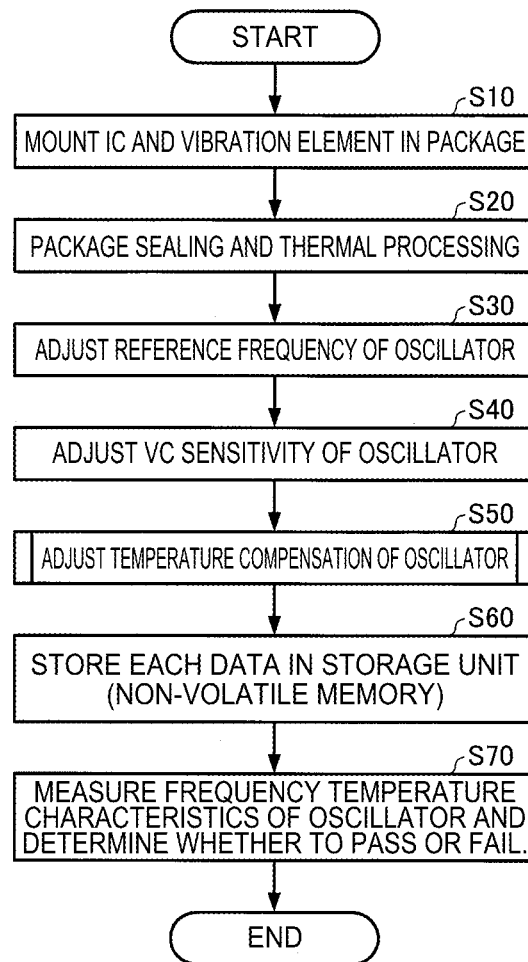 START
S10
MOUNT IC AND VIBRATION ELEMENT IN PACKAGE
S20
PACKAGE SEALING AND THERMAL PROCESSING
S30
ADJUST REFERENCE FREQUENCY OF OSCILLATOR
S40
ADJUST VC SENSITIVITY OF OSCILLATOR
S50
ADJUST TEMPERATURE COMPENSATION OF OSCILLATOR
S60
STORE EACH DATA IN STORAGE UNIT
(NON-VOLATILE MEMORY)
S70
MEASURE FREQUENCY TEMPERATURE
CHARACTERISTICS OF OSCILLATOR AND
DETERMINE WHETHER TO PASS OR FAIL.
END